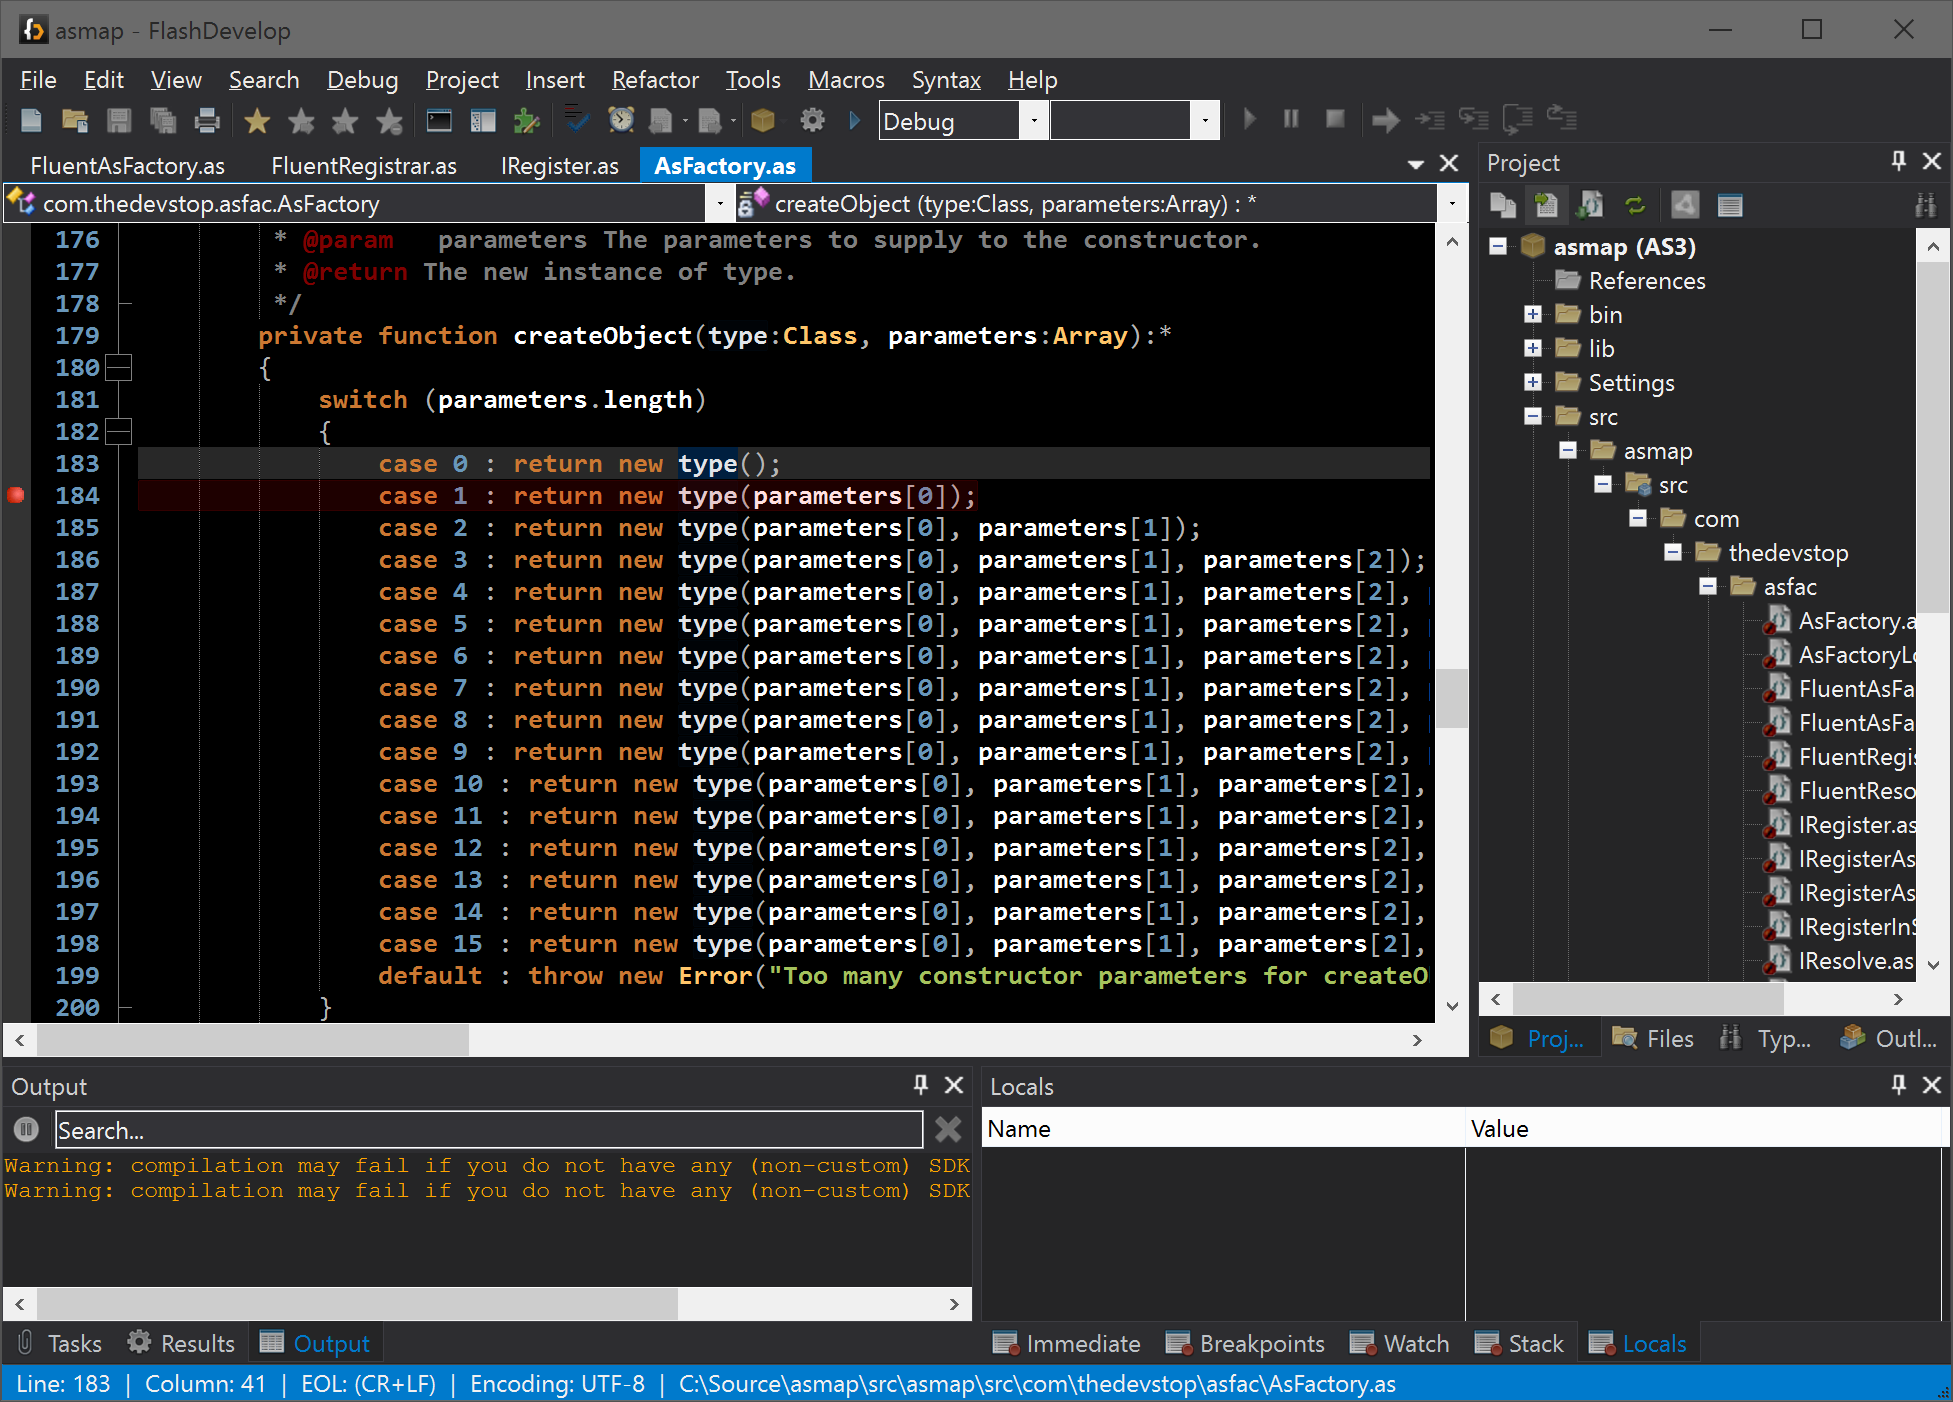 asmap - FlashDevelop
File Edit View Search Debug Project Insert Refactor Tools Macros Syntax Help
Debug
FluentAsFactory.as FluentRegistrar.as IRegister.as AsFactory.as
com.thedevstop.asfac.AsFactory createObject (type:Class, parameters:Array) : *
176 * @param parameters The parameters to supply to the constructor.
177 * @return The new instance of type.
178 */
179 private function createObject(type:Class, parameters:Array):*
180 {
181 switch (parameters.length)
182 {
183 case 0 : return new type();
184 case 1 : return new type(parameters[0]);
185 case 2 : return new type(parameters[0], parameters[1]);
186 case 3 : return new type(parameters[0], parameters[1], parameters[2]);
187 case 4 : return new type(parameters[0], parameters[1], parameters[2],
188 case 5 : return new type(parameters[0], parameters[1], parameters[2],
189 case 6 : return new type(parameters[0], parameters[1], parameters[2],
190 case 7 : return new type(parameters[0], parameters[1], parameters[2],
191 case 8 : return new type(parameters[0], parameters[1], parameters[2],
192 case 9 : return new type(parameters[0], parameters[1], parameters[2],
193 case 10 : return new type(parameters[0], parameters[1], parameters[2],
194 case 11 : return new type(parameters[0], parameters[1], parameters[2],
195 case 12 : return new type(parameters[0], parameters[1], parameters[2],
196 case 13 : return new type(parameters[0], parameters[1], parameters[2],
197 case 14 : return new type(parameters[0], parameters[1], parameters[2],
198 case 15 : return new type(parameters[0], parameters[1], parameters[2],
199 default : throw new Error("Too many constructor parameters for createO
200 }
Project
asmap (AS3)
References
bin
lib
Settings
src
asmap
src
com
thedevstop
asfac
AsFactory.a
AsFactoryL
FluentAsFa
FluentAsFa
FluentRegis
FluentReso
IRegister.as
IRegisterAs
IRegisterAs
IRegisterInS
IResolve.as
Proj... Files Typ... Outl...
Output
Search...
Warning: compilation may fail if you do not have any (non-custom) SDK
Warning: compilation may fail if you do not have any (non-custom) SDK
Tasks Results Output
Locals
Name Value
Immediate Breakpoints Watch Stack Locals
Line: 183 | Column: 41 | EOL: (CR+LF) | Encoding: UTF-8 | C:\Source\asmap\src\asmap\src\com\thedevstop\asfac\AsFactory.as